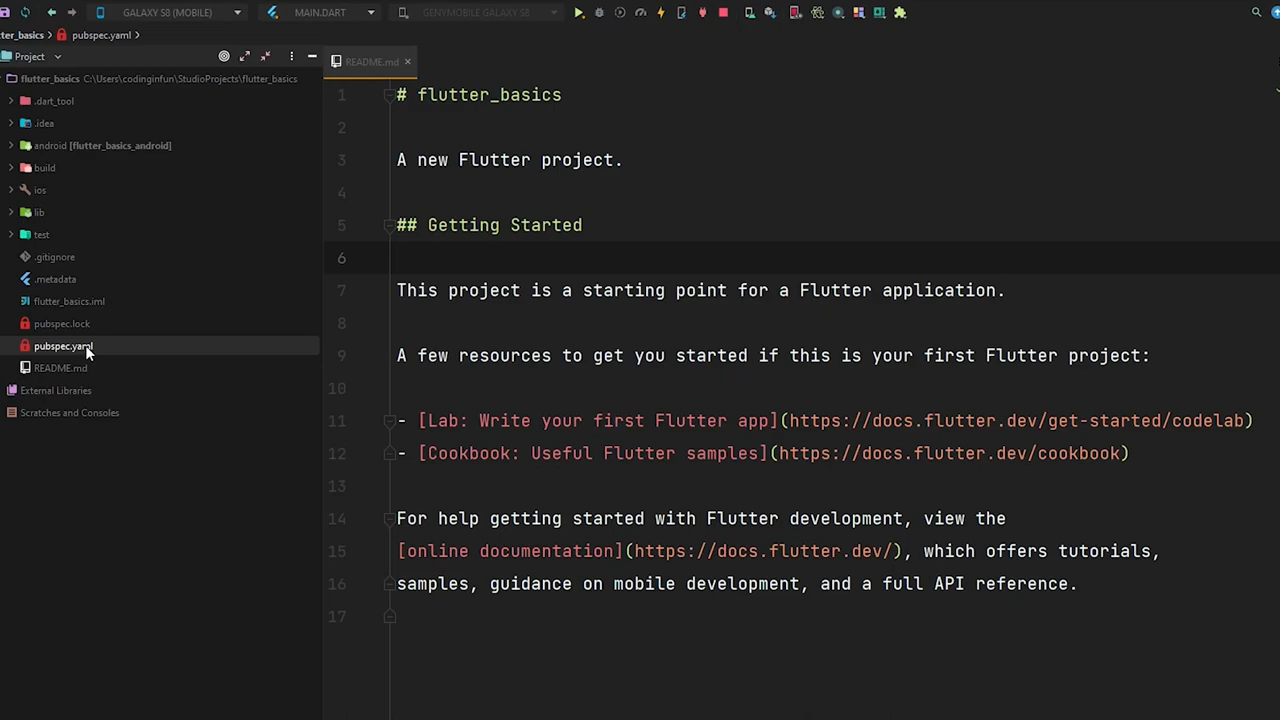 GALAXY S8 (MOBILE)
MAIN.DART
GENYMOBILE GALAXY S8
tter_basics
pubspec.yaml
Project
README.md
flutter_basics C:\Users\codinginfun\StudioProjects\flutter_basics
.dart_tool
.idea
android [flutter_basics_android]
build
ios
lib
test
.gitignore
.metadata
flutter_basics.iml
pubspec.lock
pubspec.yaml
README.md
External Libraries
Scratches and Consoles
1 # flutter_basics
2
3 A new Flutter project.
4
5 ## Getting Started
6
7 This project is a starting point for a Flutter application.
8
9 A few resources to get you started if this is your first Flutter project:
10
11 - [Lab: Write your first Flutter app](https://docs.flutter.dev/get-started/codelab)
12 - [Cookbook: Useful Flutter samples](https://docs.flutter.dev/cookbook)
13
14 For help getting started with Flutter development, view the
15 [online documentation](https://docs.flutter.dev/), which offers tutorials,
16 samples, guidance on mobile development, and a full API reference.
17